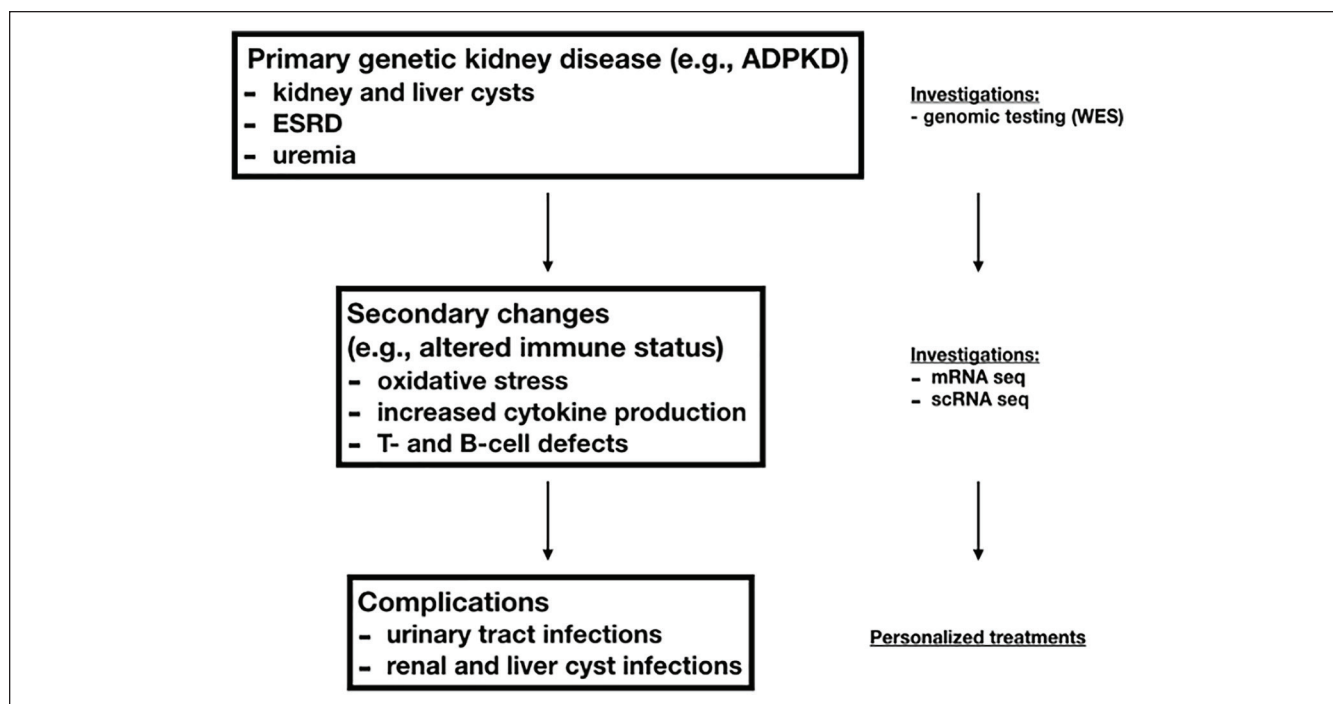 Primary genetic kidney disease (e.g., ADPKD)
- kidney and liver cysts
- ESRD
- uremia
Investigations:
- genomic testing (WES)
Secondary changes
(e.g., altered immune status)
- oxidative stress
- increased cytokine production
- T- and B-cell defects
Investigations:
- mRNA seq
- scRNA seq
Complications
- urinary tract infections
- renal and liver cyst infections
Personalized treatments